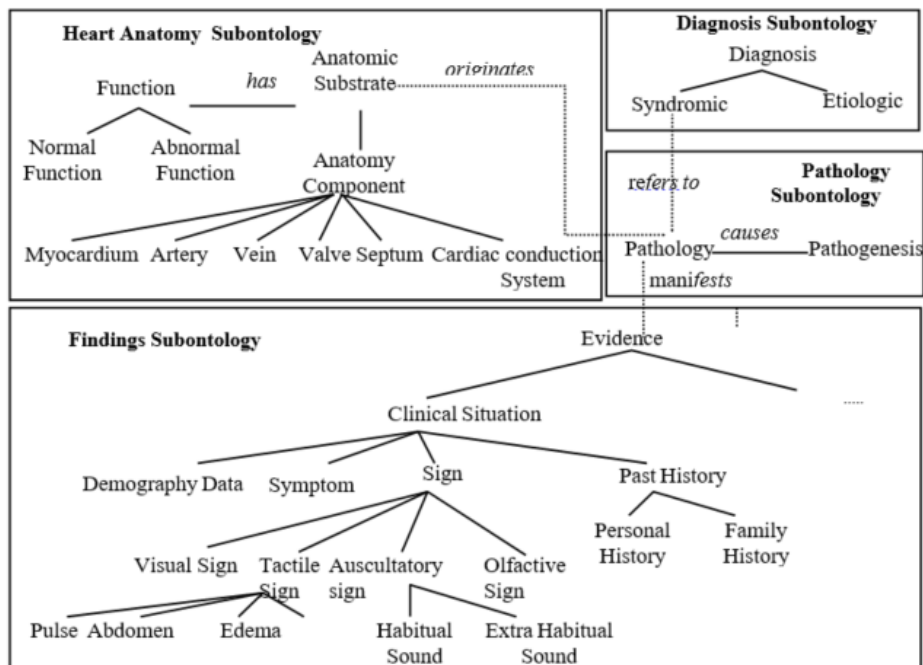 Heart Anatomy Subontology
Function
has
Anatomic
Substrate
originates
Normal
Function
Abnormal
Function
Anatomy
Component
Myocardium
Artery
Vein
Valve Septum
Cardiac conduction
System
Diagnosis Subontology
Diagnosis
Syndromic
Etiologic
Pathology
Subontology
refers to
Pathology
causes
Pathogenesis
manifests
Findings Subontology
Evidence
Clinical Situation
Demography Data
Symptom
Sign
Past History
Personal
History
Family
History
Visual Sign
Tactile
Sign
Auscultatory
sign
Olfactive
Sign
Pulse
Abdomen
Edema
Habitual
Sound
Extra Habitual
Sound